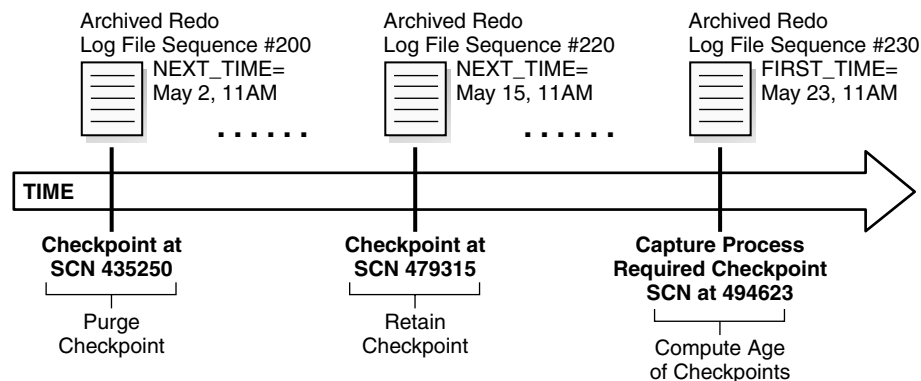 Archived Redo
Log File Sequence #200
NEXT_TIME=
May 2, 11AM
Archived Redo
Log File Sequence #220
NEXT_TIME=
May 15, 11AM
Archived Redo
Log File Sequence #230
FIRST_TIME=
May 23, 11AM
......
......
TIME
Checkpoint at
SCN 435250
Purge
Checkpoint
Checkpoint at
SCN 479315
Retain
Checkpoint
Capture Process
Required Checkpoint
SCN at 494623
Compute Age
of Checkpoints